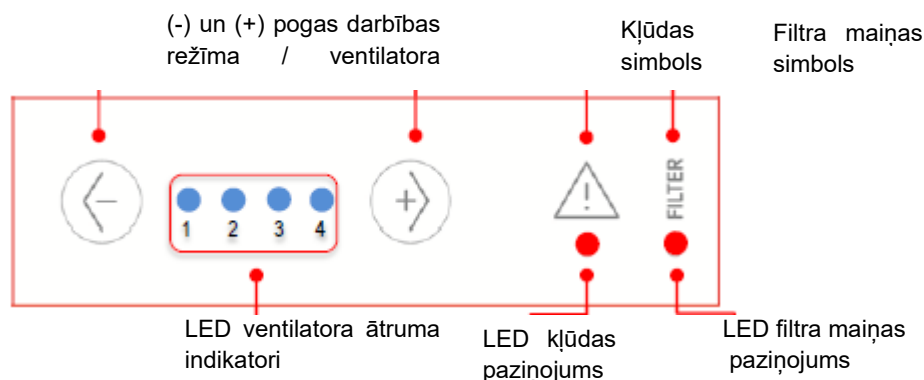 (-) un (+) pogas darbības
režīma / ventilatora
Kļūdas
simbols
Filtra maiņas
simbols
1 2 3 4
FILTER
LED ventilatora ātruma
indikatori
LED kļūdas
paziņojums
LED filtra maiņas
paziņojums